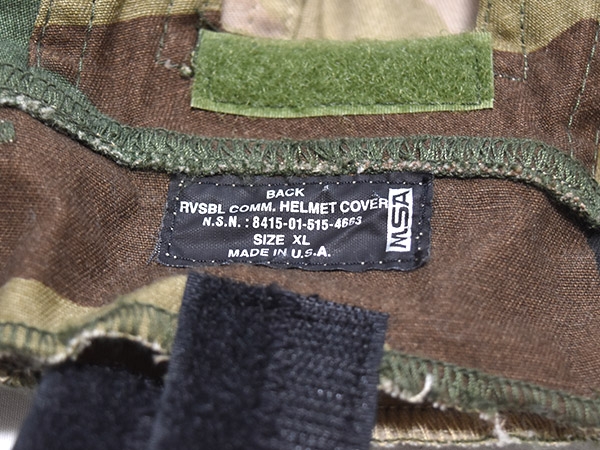 BACK
RVSBL COMM. HELMET COVER
N.S.N. : 8415-01-515-4663
SIZE XL
MADE IN U.S.A.
MSA